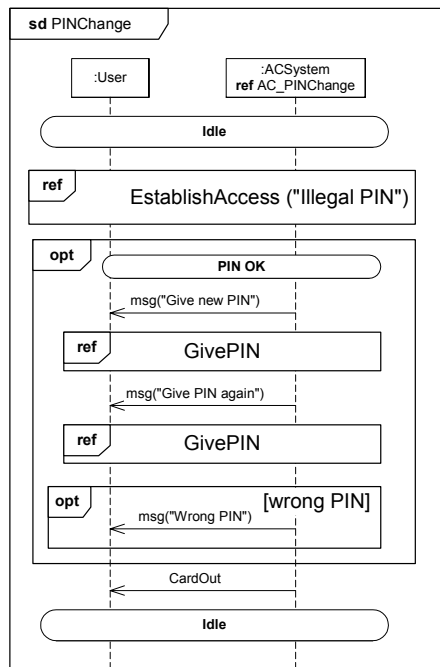 sd PINChange
:User
:ACSystem
ref AC_PINChange
Idle
ref
EstablishAccess ("Illegal PIN")
opt
PIN OK
msg("Give new PIN")
ref
GivePIN
msg("Give PIN again")
ref
GivePIN
opt
[wrong PIN]
msg("Wrong PIN")
CardOut
Idle